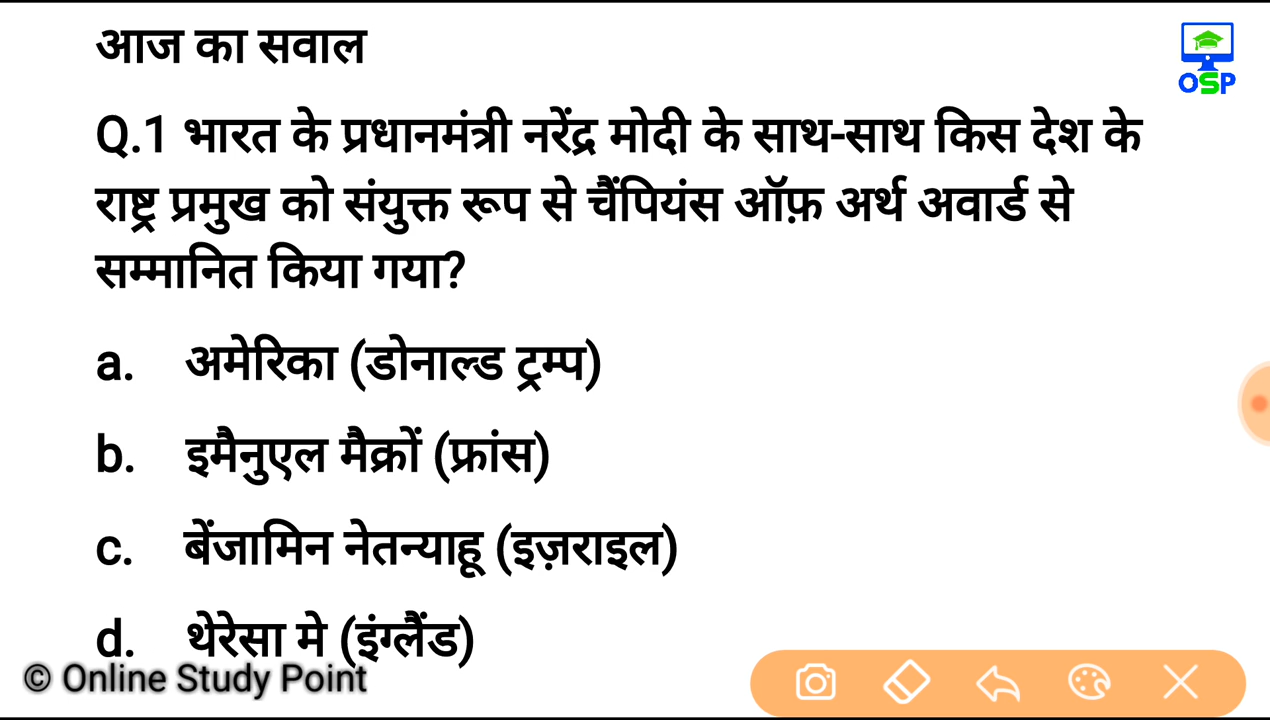 आज का सवाल
OSP
Q.1 भारत के प्रधानमंत्री नरेंद्र मोदी के साथ-साथ किस देश के
राष्ट्र प्रमुख को संयुक्त रूप से चैंपियंस ऑफ़ अर्थ अवार्ड से
सम्मानित किया गया?
a. अमेरिका (डोनाल्ड ट्रम्प)
b. इमैनुएल मैक्रों (फ्रांस)
c. बेंजामिन नेतन्याहू (इज़राइल)
d. थेरेसा मे (इंग्लैंड)
© Online Study Point